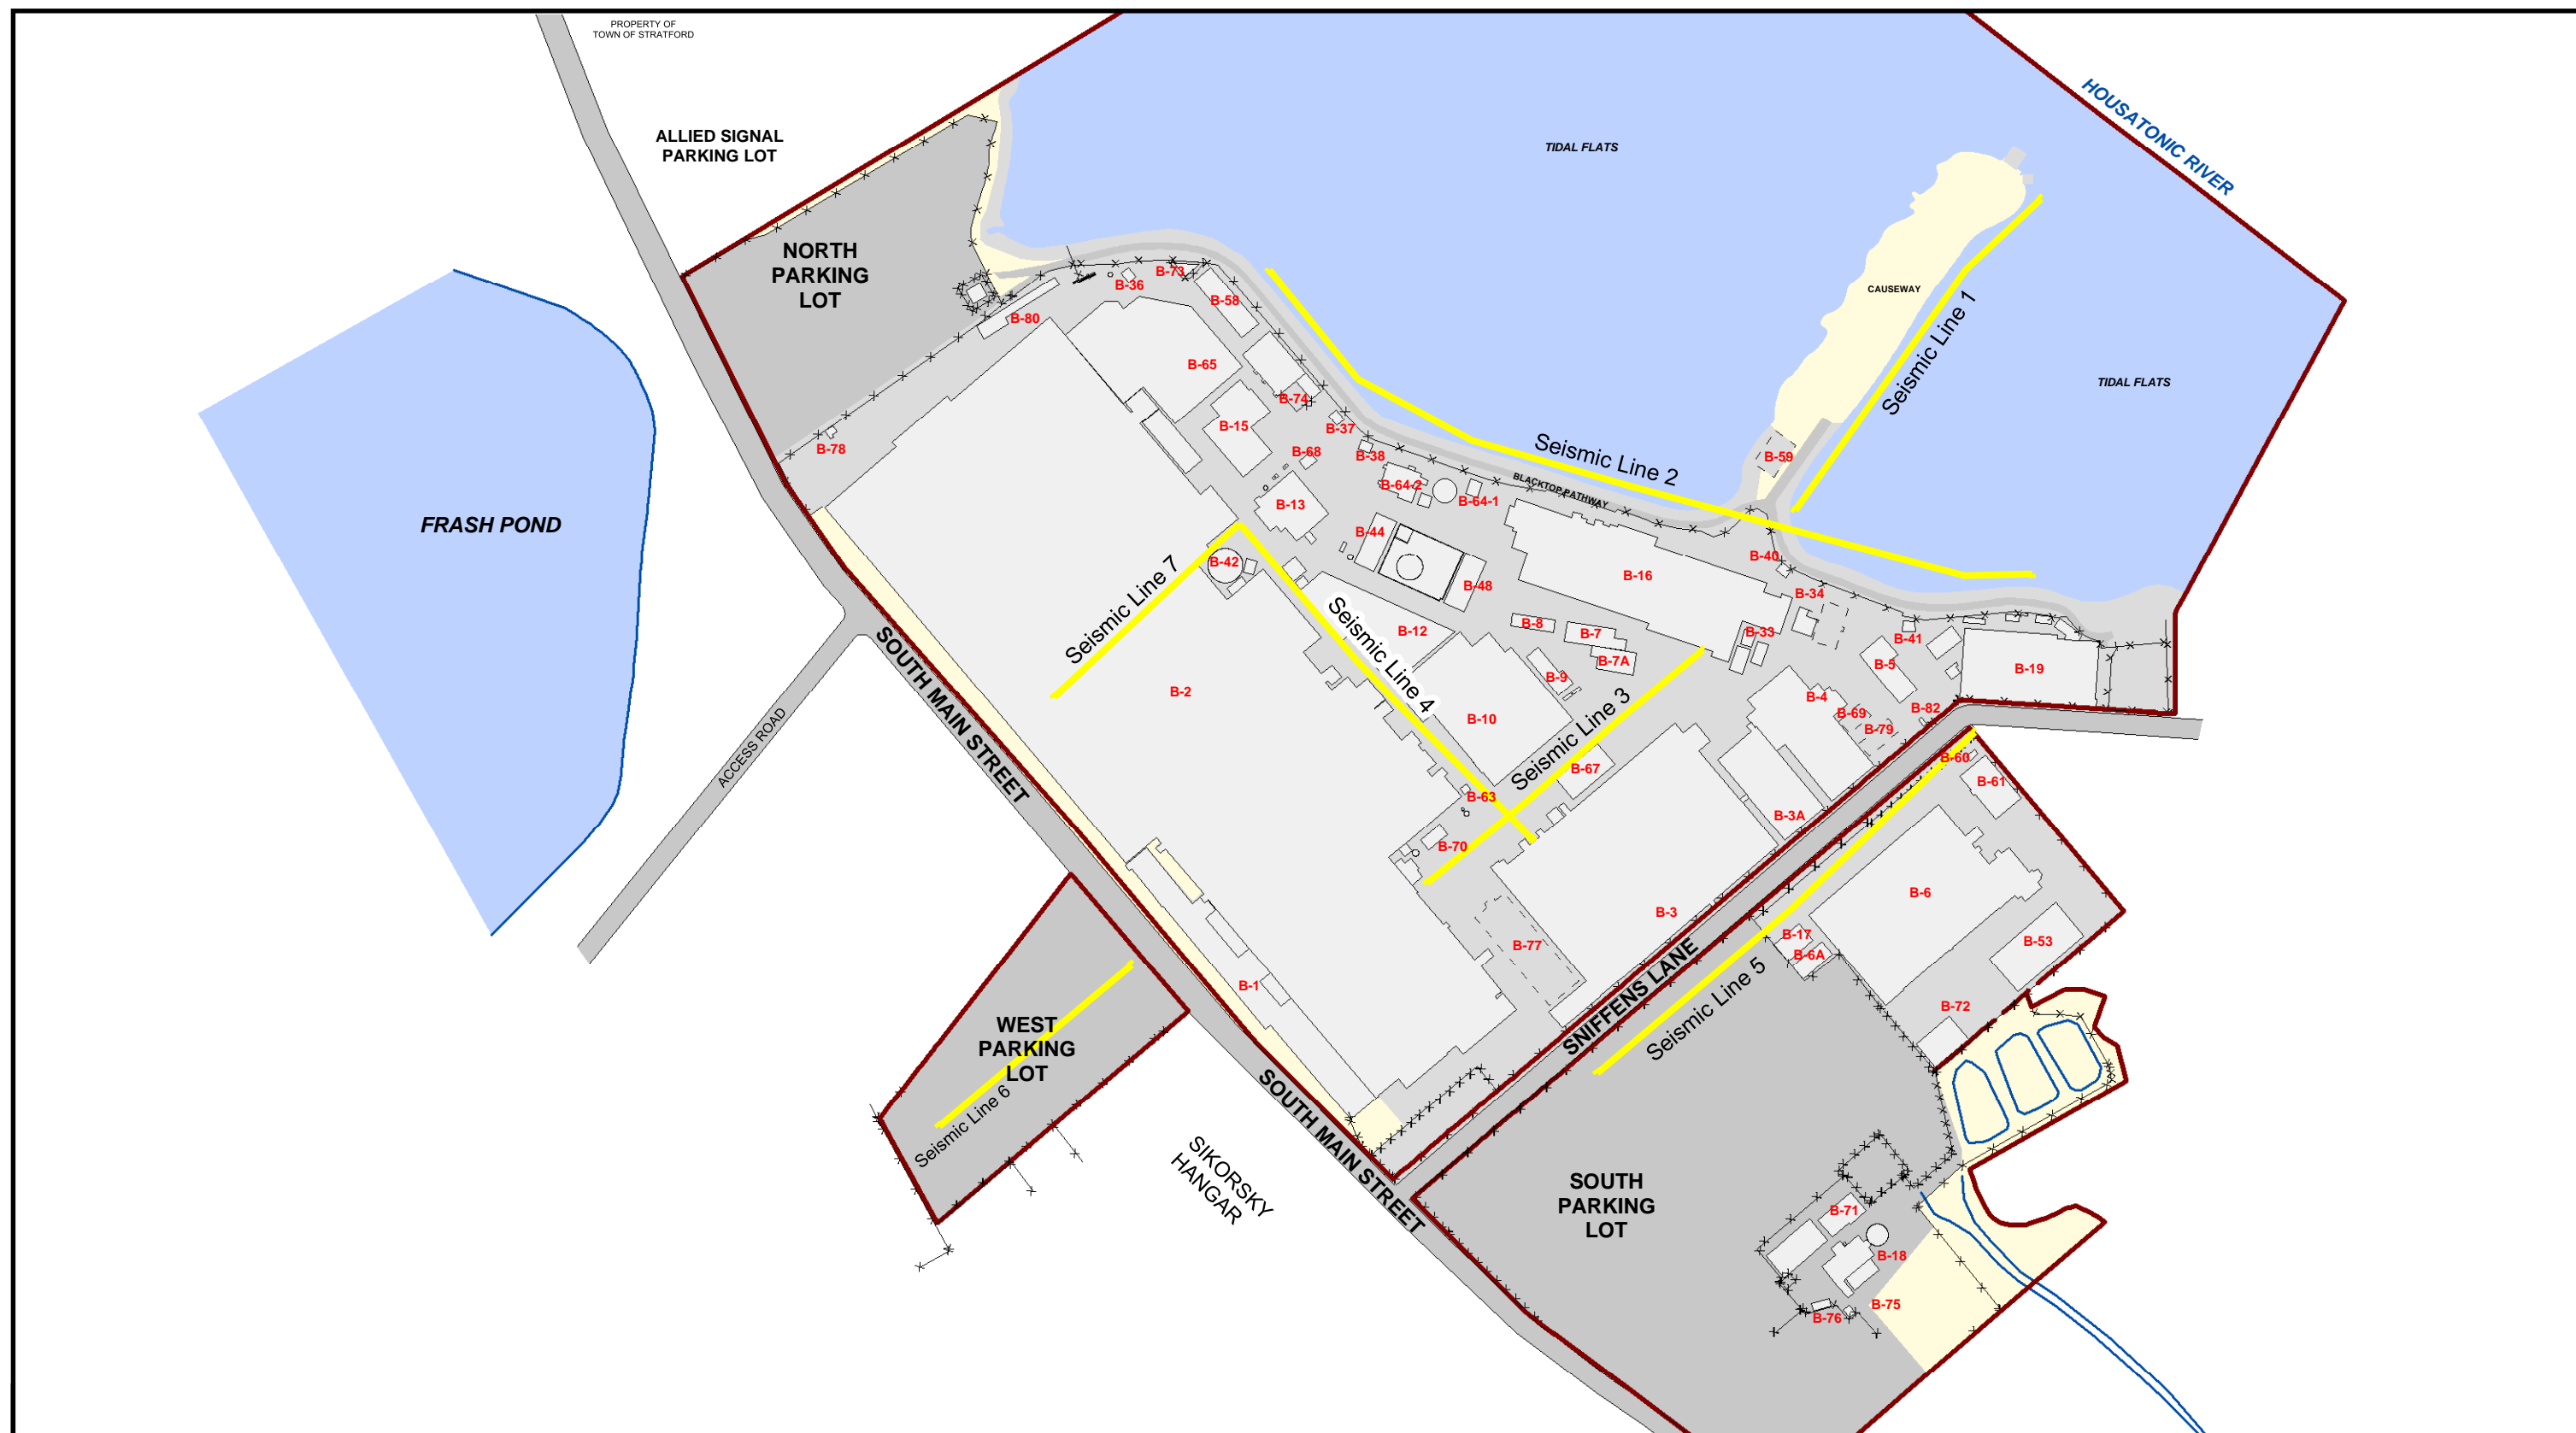 PROPERTY OF
TOWN OF STRATFORD
HOUSATONIC RIVER
ALLIED SIGNAL
PARKING LOT
TIDAL FLATS
NORTH
PARKING
LOT
B-73
B-36
B-58
B-80
CAUSEWAY
Seismic Line 1
TIDAL FLATS
B-65
B-74
B-15
B-37
B-78
B-68
B-38
Seismic Line 2
B-59
B-64-2
B-64-1
BLACKTOP PATHWAY
B-13
FRASH POND
B-44
B-42
B-40
B-16
B-48
B-34
Seismic Line 7
B-8
B-12
B-7
B-33
B-41
Seismic Line 4
B-7A
B-5
B-19
B-9
B-2
B-4
SOUTH MAIN STREET
B-10
B-69
B-82
B-79
Seismic Line 3
ACCESS ROAD
B-67
B-60
B-61
B-63
B-3A
B-70
B-6
B-3
B-17
B-77
B-53
B-6A
B-1
SNIFFENS LANE
Seismic Line 5
B-72
WEST
PARKING
LOT
Seismic Line 6
SOUTH MAIN STREET
SIKORSKY
HANGAR
SOUTH
PARKING
LOT
B-71
B-18
B-75
B-76